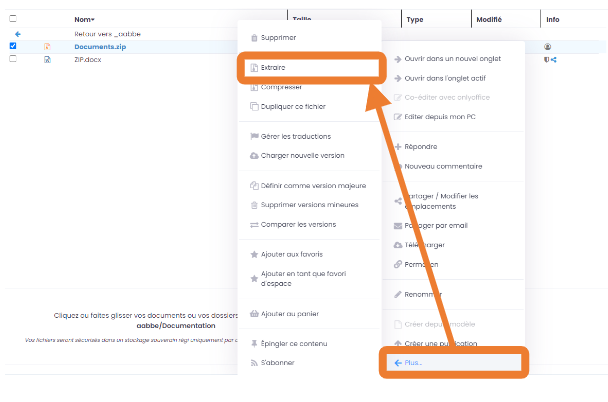 Nom
Taille
Type
Modifié
Info
Retour vers _aabbe
Documents.zip
ZIP.docx
Supprimer
Extraire
Compresser
Dupliquer ce fichier
Gérer les traductions
Charger nouvelle version
Définir comme version majeure
Supprimer versions mineures
Comparer les versions
Ajouter aux favoris
Ajouter en tant que favori
d'espace
Ajouter au panier
Épingler ce contenu
S'abonner
Ouvrir dans un nouvel onglet
Ouvrir dans l'onglet actif
Co-éditer avec onlyoffice
Editer depuis mon PC
Répondre
Nouveau commentaire
Partager / Modifier les
emplacements
Partager par email
Télécharger
Renommer
Créer depuis modèle
Créer une publication
Plus...
Cliquez ou faites glisser vos documents ou vos dossiers
aabbe/Documentation
Vos fichiers seront sécurisés dans un stockage souverain régi uniquement par